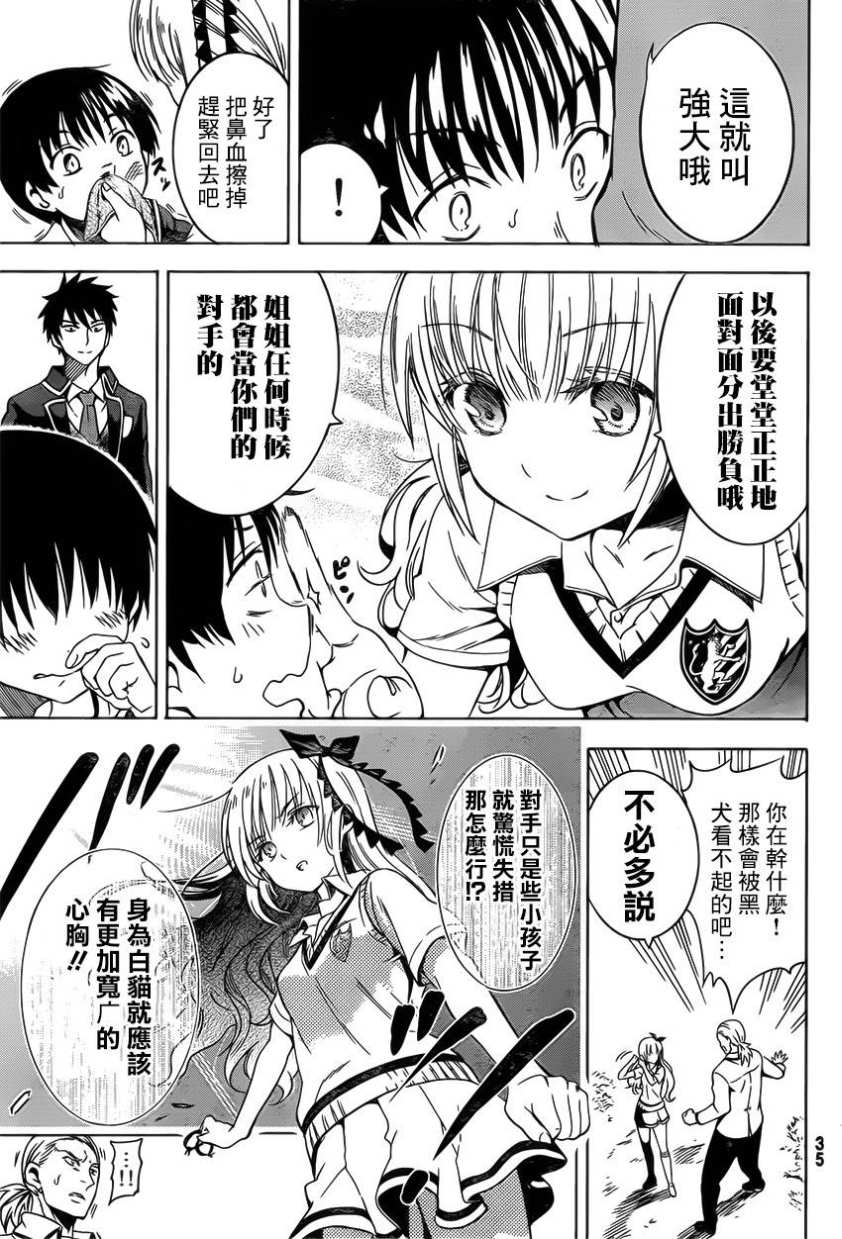 這就叫
強大哦
！
好了
把鼻血擦掉
趕緊回去吧
ズズッ
以後要堂堂正正地
面對面分出勝負哦
姐姐任何時候
都會當你們的
對手的
ピン
你在幹什麼！
那樣會被黑
犬看不起的吧…
不必多説
對手只是些小孩子
就驚慌失措
那怎麼行!?
身為白貓就應該
有更加寬广的
心胸!!
…!!
35